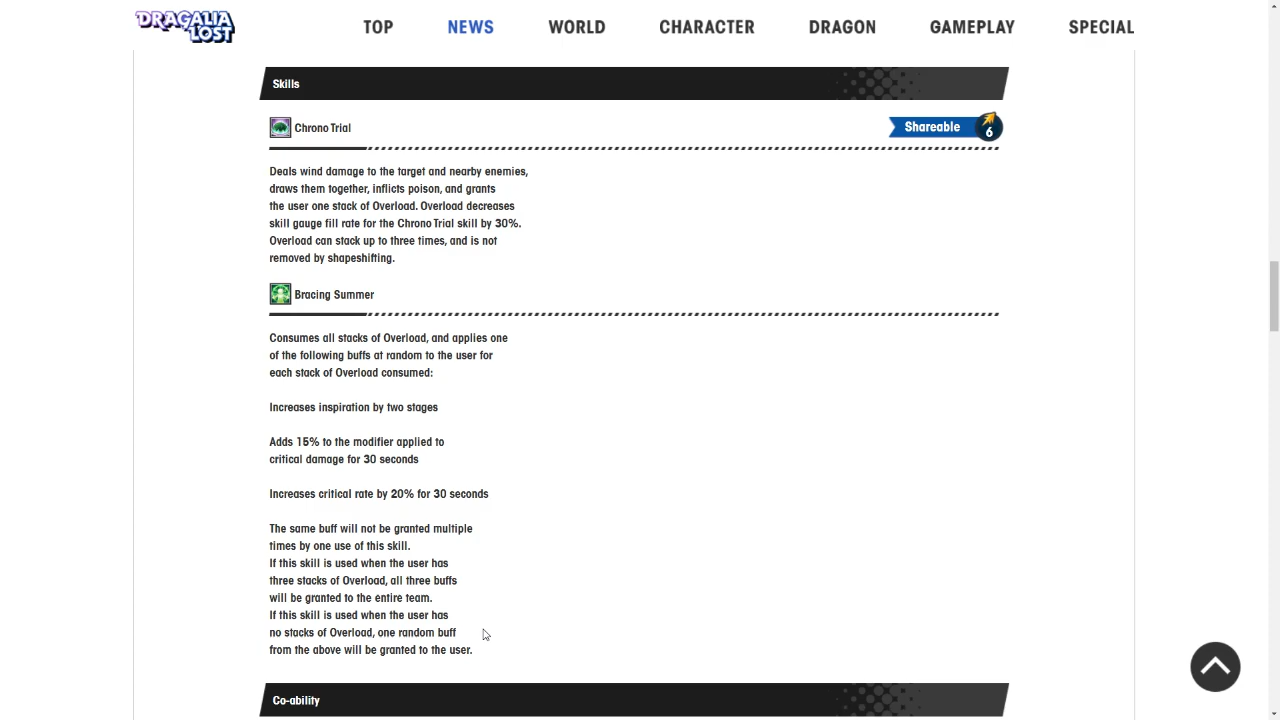 DRAGALIA LOST
TOP NEWS WORLD CHARACTER DRAGON GAMEPLAY SPECIAL
Skills
Chrono Trial
Shareable 6
Deals wind damage to the target and nearby enemies,
draws them together, inflicts poison, and grants
the user one stack of Overload. Overload decreases
skill gauge fill rate for the Chrono Trial skill by 30%.
Overload can stack up to three times, and is not
removed by shapeshifting.
Bracing Summer
Consumes all stacks of Overload, and applies one
of the following buffs at random to the user for
each stack of Overload consumed:
Increases inspiration by two stages
Adds 15% to the modifier applied to
critical damage for 30 seconds
Increases critical rate by 20% for 30 seconds
The same buff will not be granted multiple
times by one use of this skill.
If this skill is used when the user has
three stacks of Overload, all three buffs
will be granted to the entire team.
If this skill is used when the user has
no stacks of Overload, one random buff
from the above will be granted to the user.
Co-ability